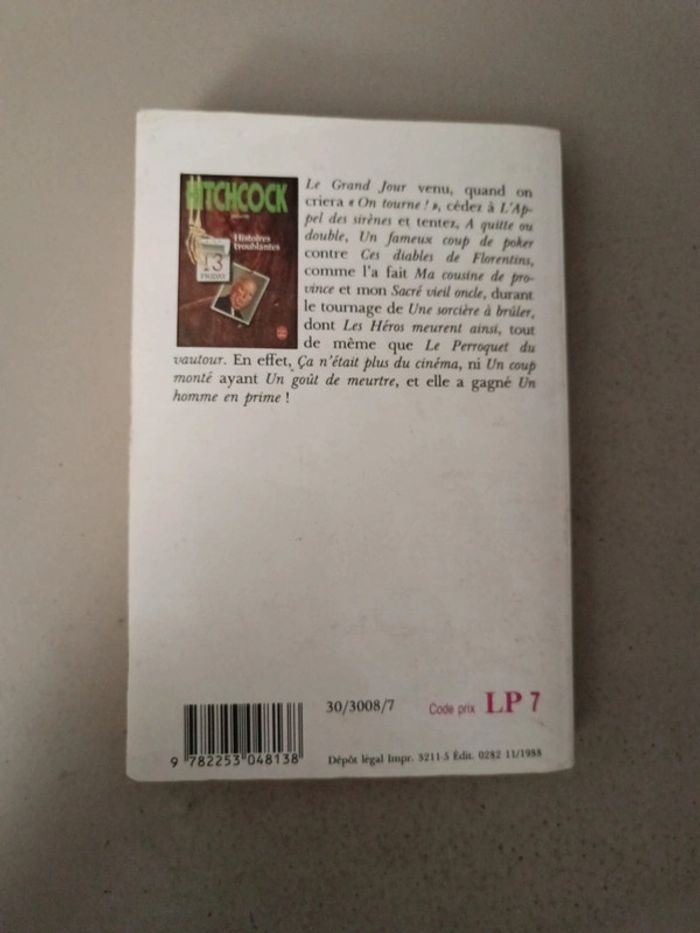 HITCHCOCK
Histoires
troublantes
13
FRIDAY
Le Grand Jour venu, quand on
criera « On tourne ! », cédez à L'Ap-
pel des sirènes et tentez, A quitte ou
double, Un fameux coup de poker
contre Ces diables de Florentins,
comme l'a fait Ma cousine de pro-
vince et mon Sacré vieil oncle, durant
le tournage de Une sorcière à brûler,
dont Les Héros meurent ainsi, tout
de même que Le Perroquet du
vautour. En effet, Ça n'était plus du cinéma, ni Un coup
monté ayant Un goût de meurtre, et elle a gagné Un
homme en prime !
30/3008/7
Code prix LP 7
9 782253 048138
Dépôt légal Impr. 3211-5 Édit. 0282 11/1988